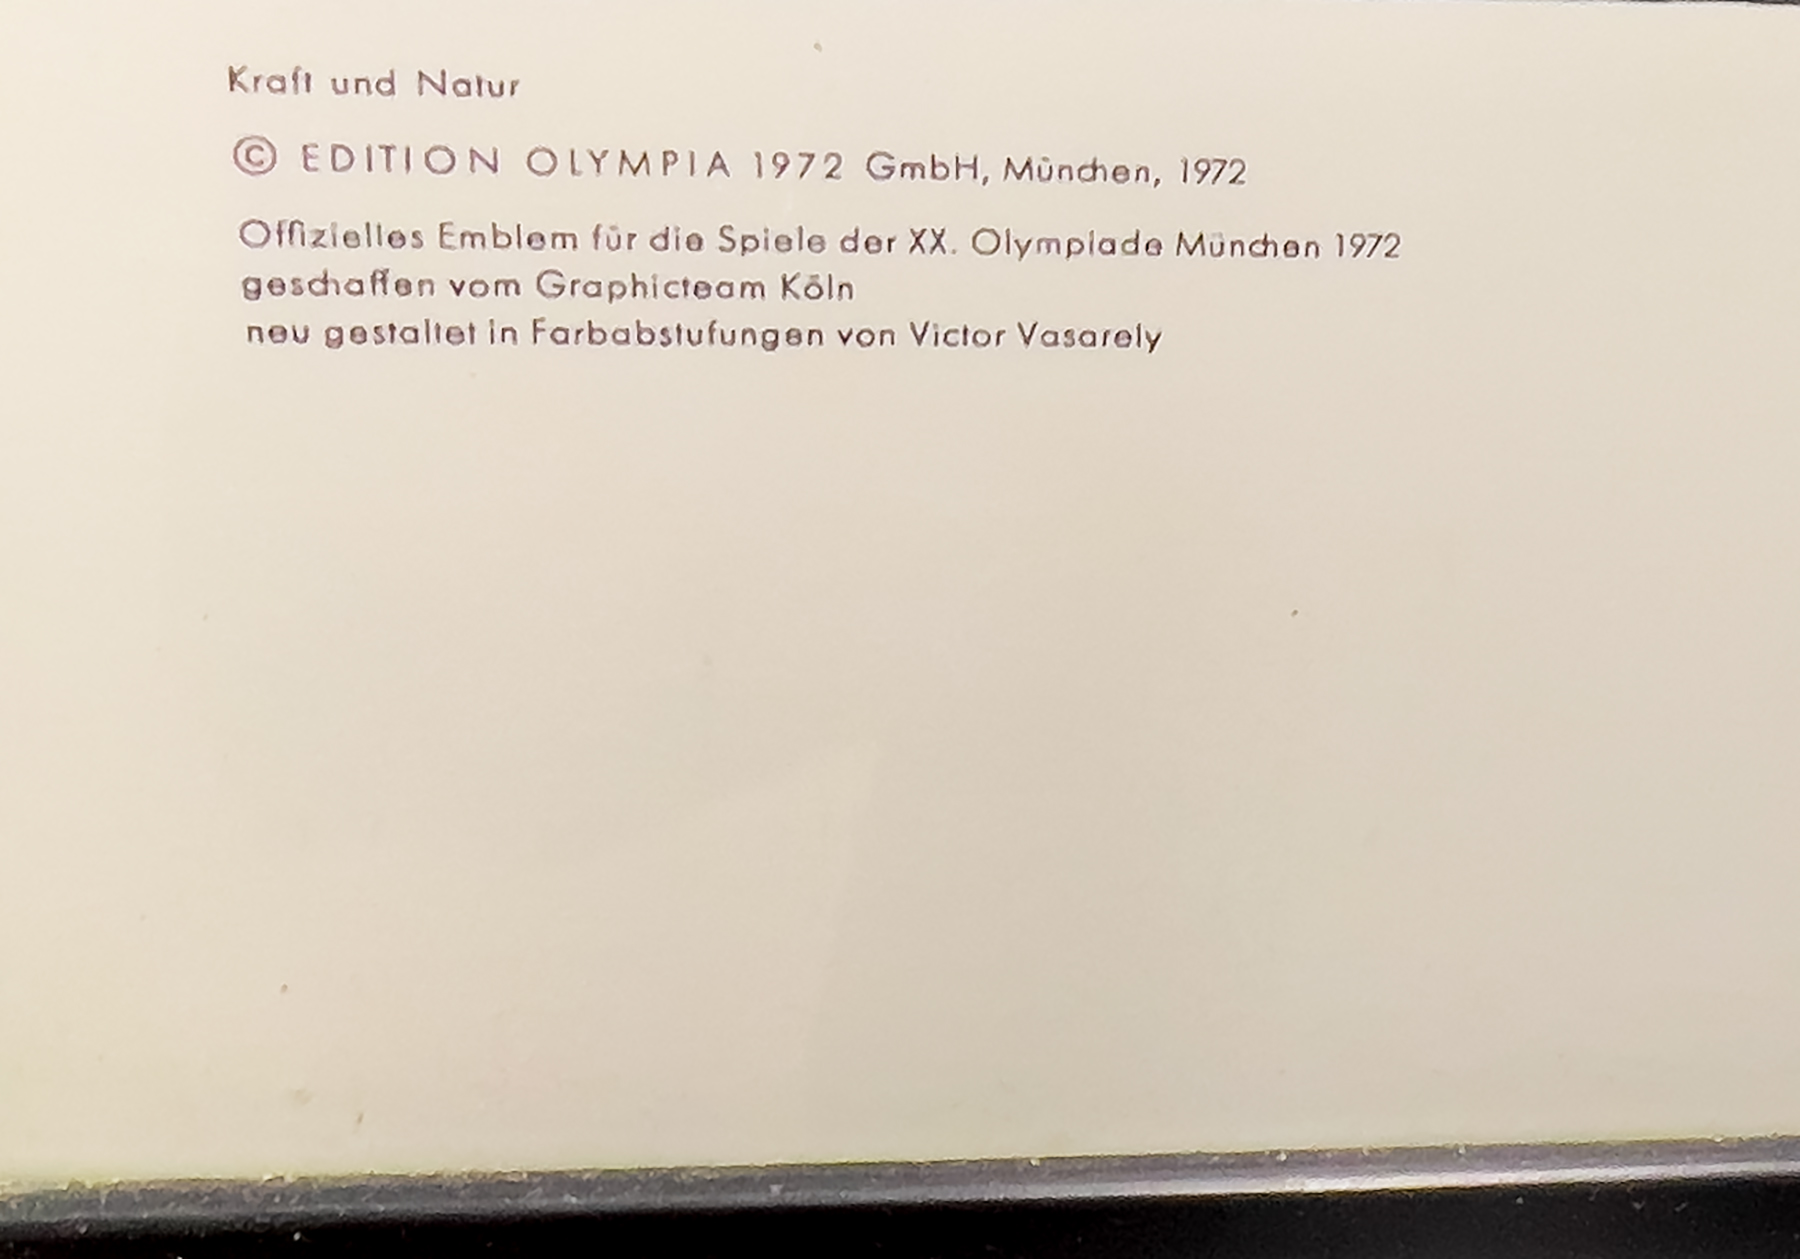 Kraft und Natur
© EDITION OLYMPIA 1972 GmbH, München, 1972
Offizielles Emblem für die Spiele der XX. Olympiade München 1972
geschaffen vom Graphicteam Köln
neu gestaltet in Farbabstufungen von Victor Vasarely